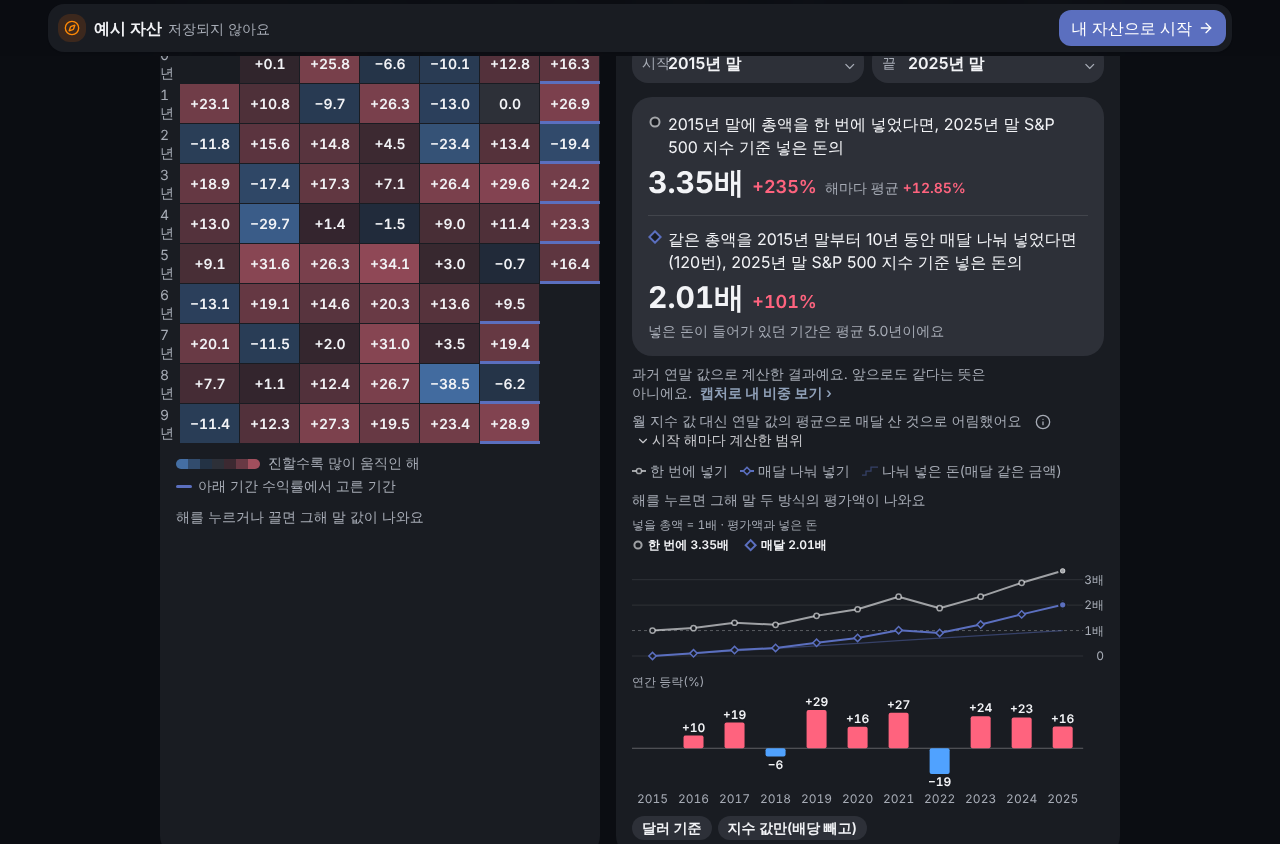 예시 자산 저장되지 않아요
내 자산으로 시작 →
년 +0.1 +25.8 −6.6 −10.1 +12.8 +16.3
1년 +23.1 +10.8 −9.7 +26.3 −13.0 0.0 +26.9
2년 −11.8 +15.6 +14.8 +4.5 −23.4 +13.4 −19.4
3년 +18.9 −17.4 +17.3 +7.1 +26.4 +29.6 +24.2
4년 +13.0 −29.7 +1.4 −1.5 +9.0 +11.4 +23.3
5년 +9.1 +31.6 +26.3 +34.1 +3.0 −0.7 +16.4
6년 −13.1 +19.1 +14.6 +20.3 +13.6 +9.5
7년 +20.1 −11.5 +2.0 +31.0 +3.5 +19.4
8년 +7.7 +1.1 +12.4 +26.7 −38.5 −6.2
9년 −11.4 +12.3 +27.3 +19.5 +23.4 +28.9
진할수록 많이 움직인 해
아래 기간 수익률에서 고른 기간
해를 누르거나 끌면 그해 말 값이 나와요
시작 2015년 말 끝 2025년 말
2015년 말에 총액을 한 번에 넣었다면, 2025년 말 S&P
500 지수 기준 넣은 돈의
3.35배 +235% 해마다 평균 +12.85%
같은 총액을 2015년 말부터 10년 동안 매달 나눠 넣었다면
(120번), 2025년 말 S&P 500 지수 기준 넣은 돈의
2.01배 +101%
넣은 돈이 들어가 있던 기간은 평균 5.0년이에요
과거 연말 값으로 계산한 결과예요. 앞으로도 같다는 뜻은
아니에요. 캡처로 내 비중 보기 ›
월 지수 값 대신 연말 값의 평균으로 매달 산 것으로 어림했어요
시작 해마다 계산한 범위
한 번에 넣기 매달 나눠 넣기 나눠 넣은 돈(매달 같은 금액)
해를 누르면 그해 말 두 방식의 평가액이 나와요
넣을 총액 = 1배 · 평가액과 넣은 돈
한 번에 3.35배 매달 2.01배
3배
2배
1배
0
연간 등락(%)
+10 +19 −6 +29 +16 +27 −19 +24 +23 +16
2015 2016 2017 2018 2019 2020 2021 2022 2023 2024 2025
달러 기준 지수 값만(배당 빼고)